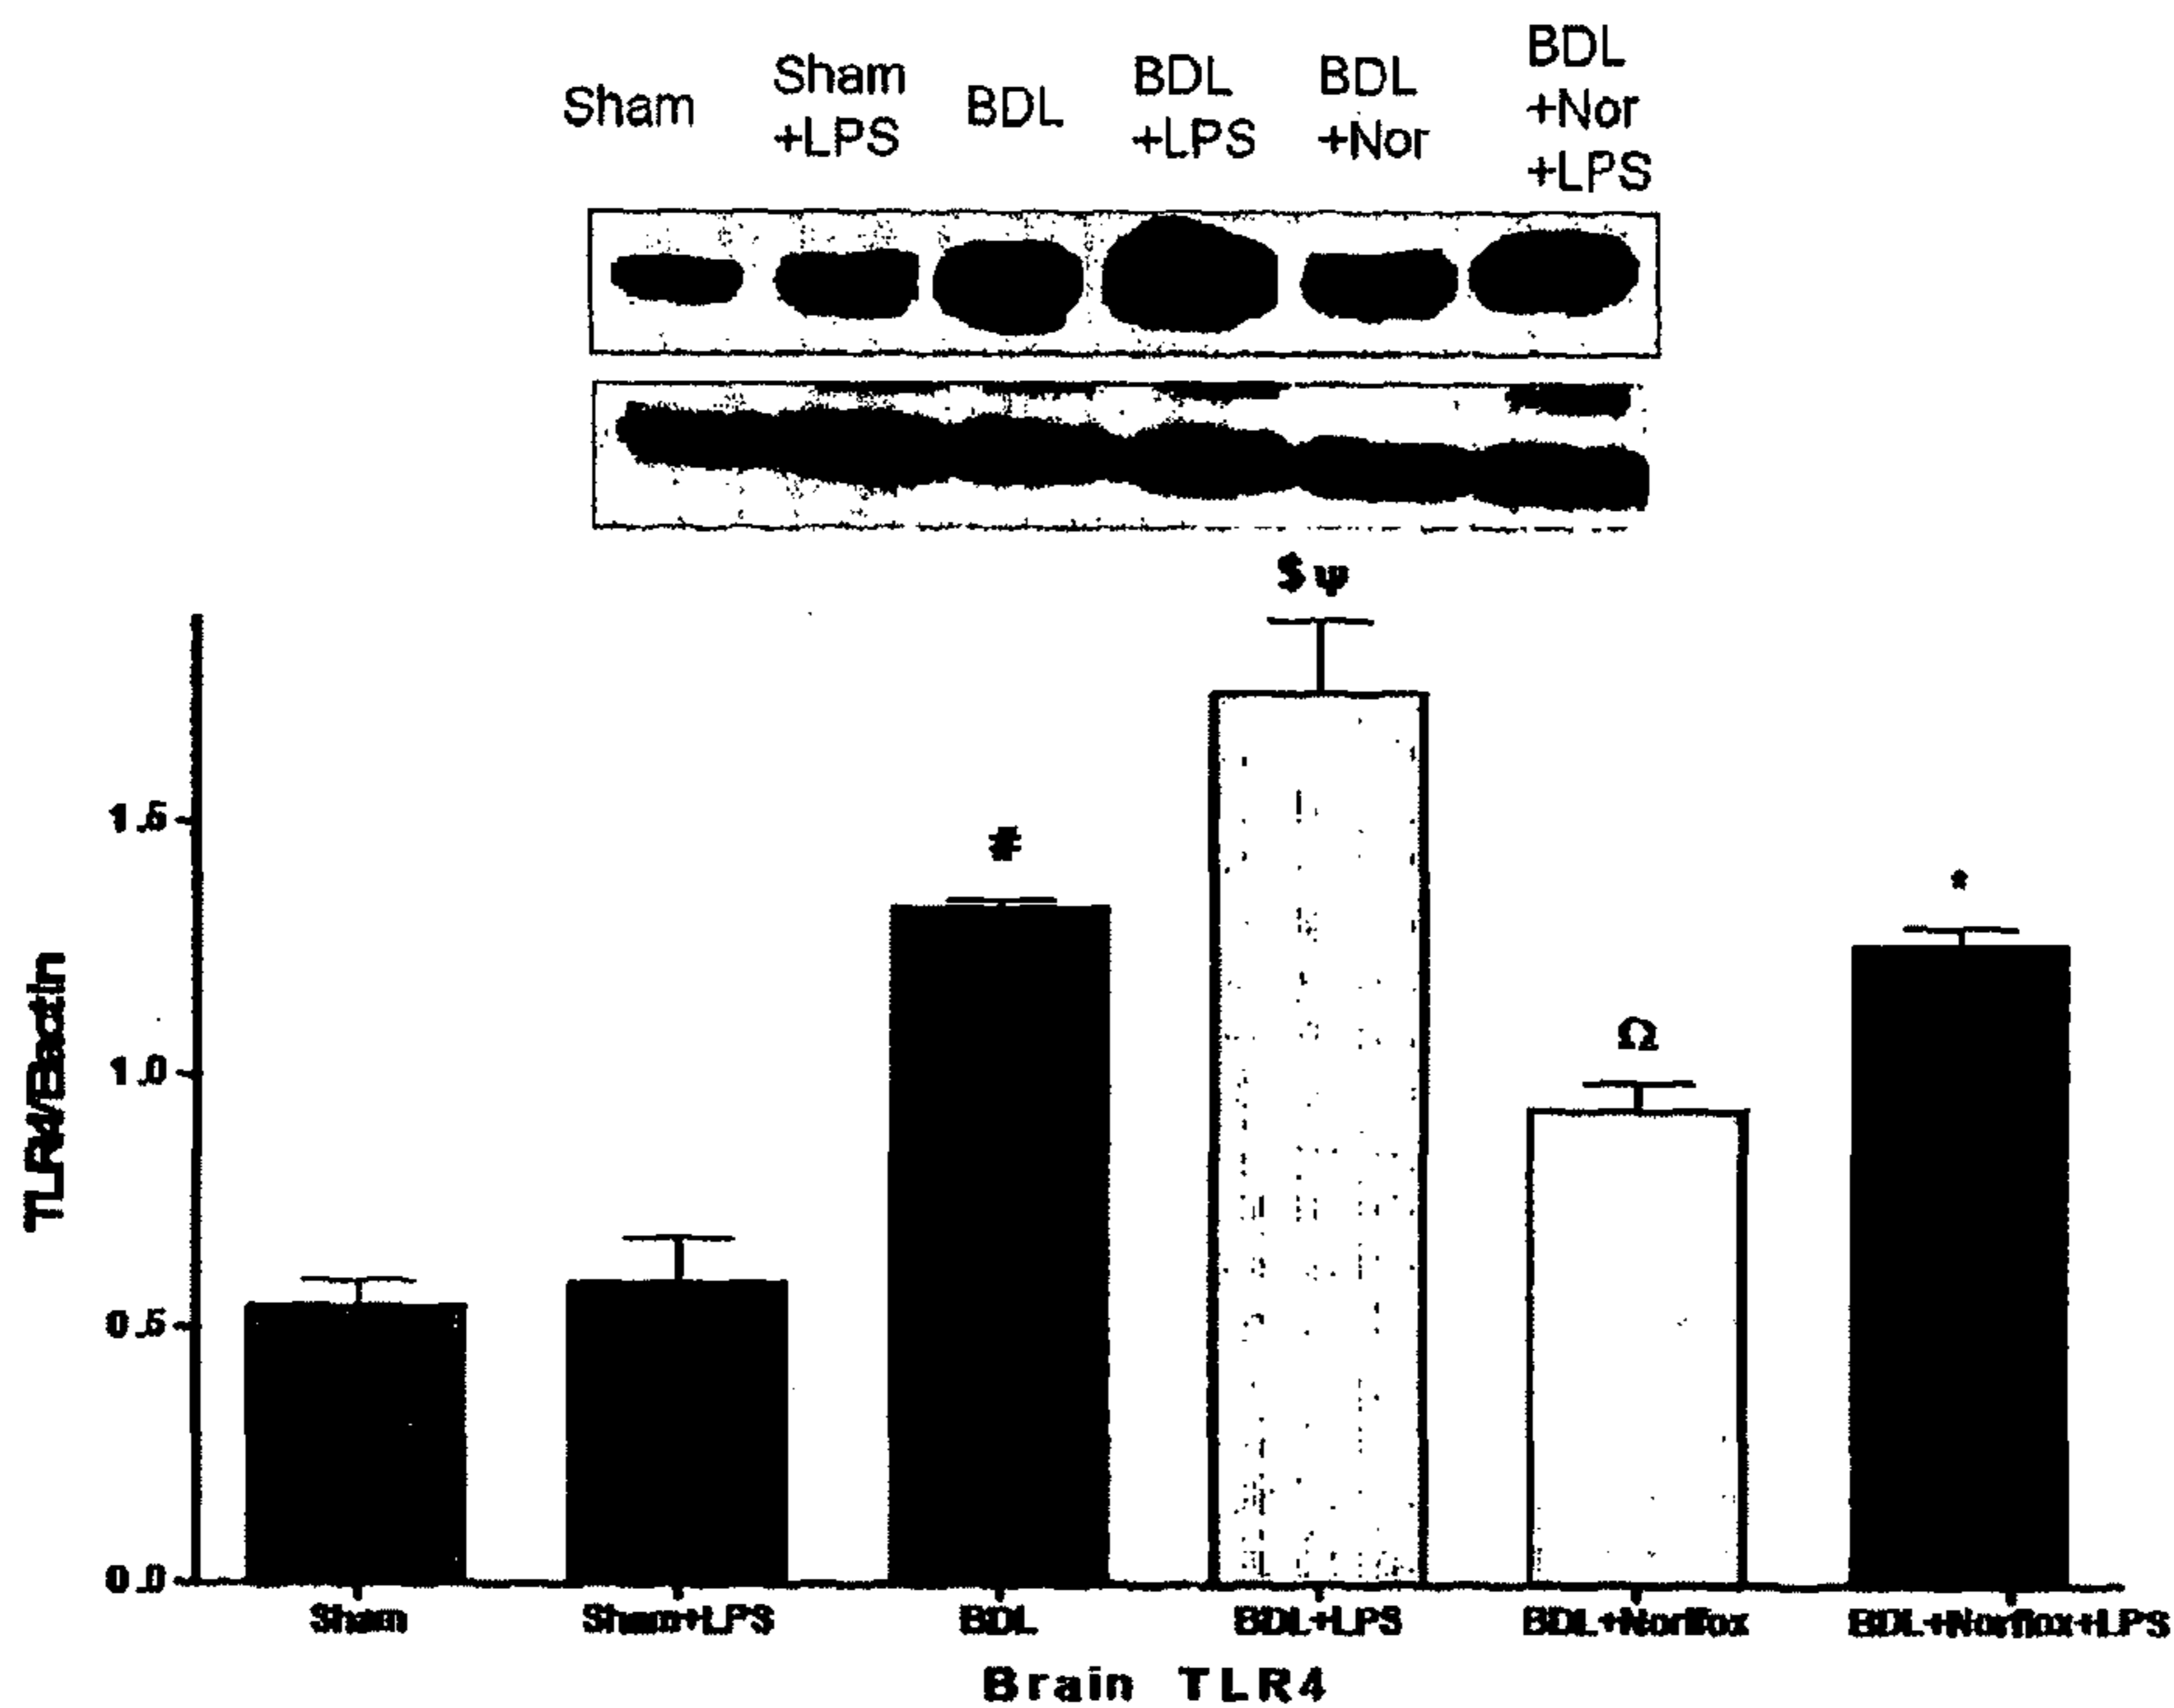 Sham
Sham
+LPS
BDL
BDL
+LPS
BDL
+Nor
BDL
+Nor
+LPS
$ψ
1.5
#
*
TLR4/Bactin
1.0
Ω
0.5
0.0
Sham
Sham+LPS
BDL
BDL+LPS
BDL+Norflox
BDL+Norflox+LPS
Brain TLR4